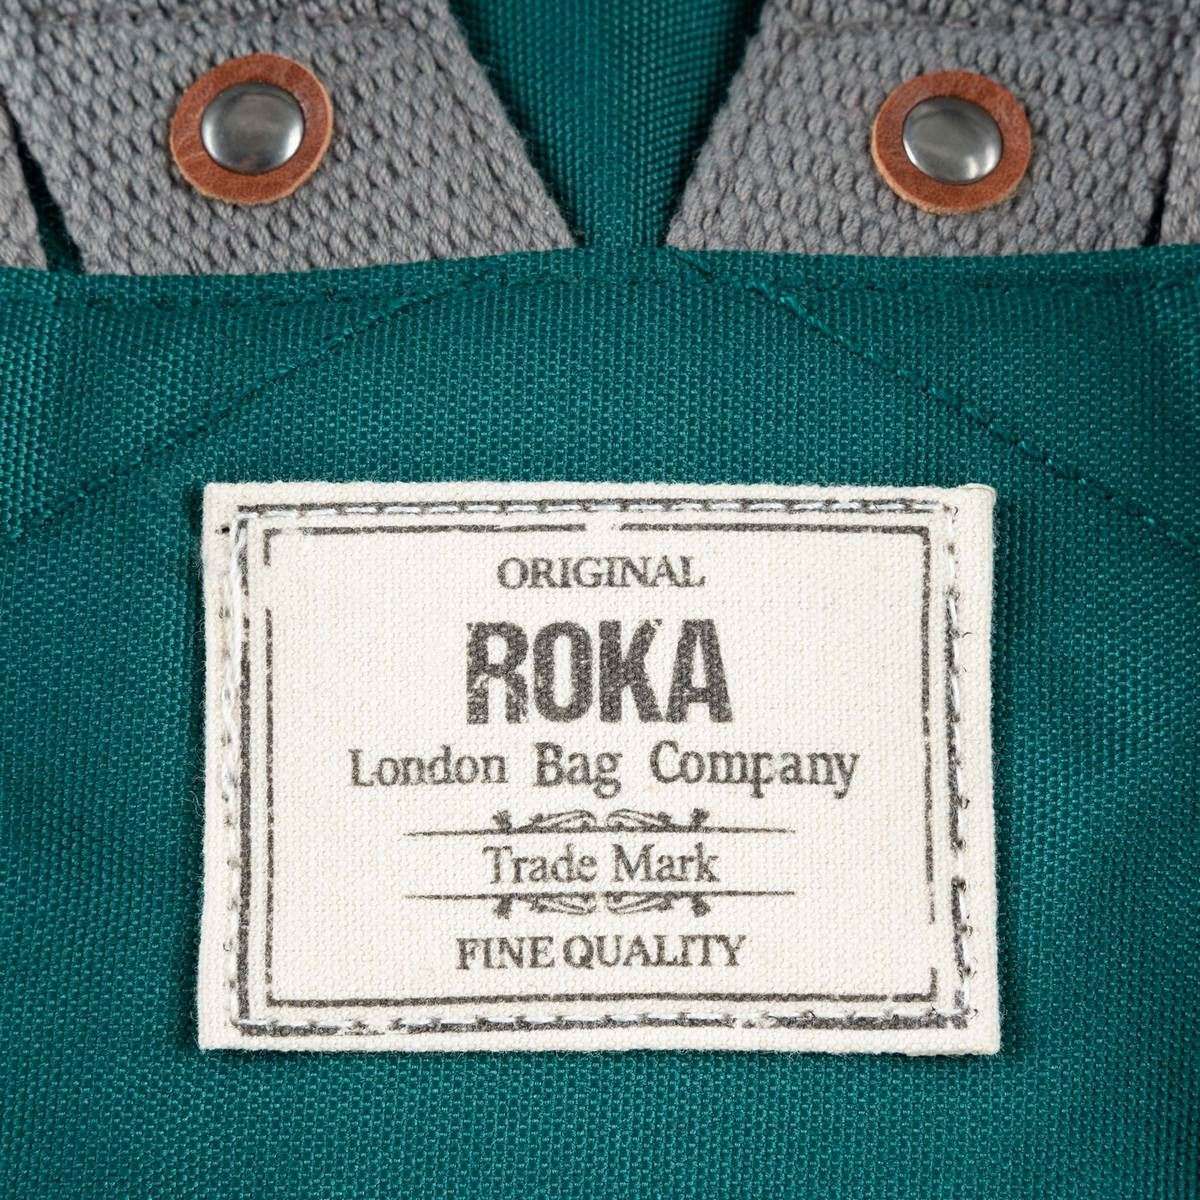 ORIGINAL
ROKA
London Bag Company
Trade Mark
FINE QUALITY